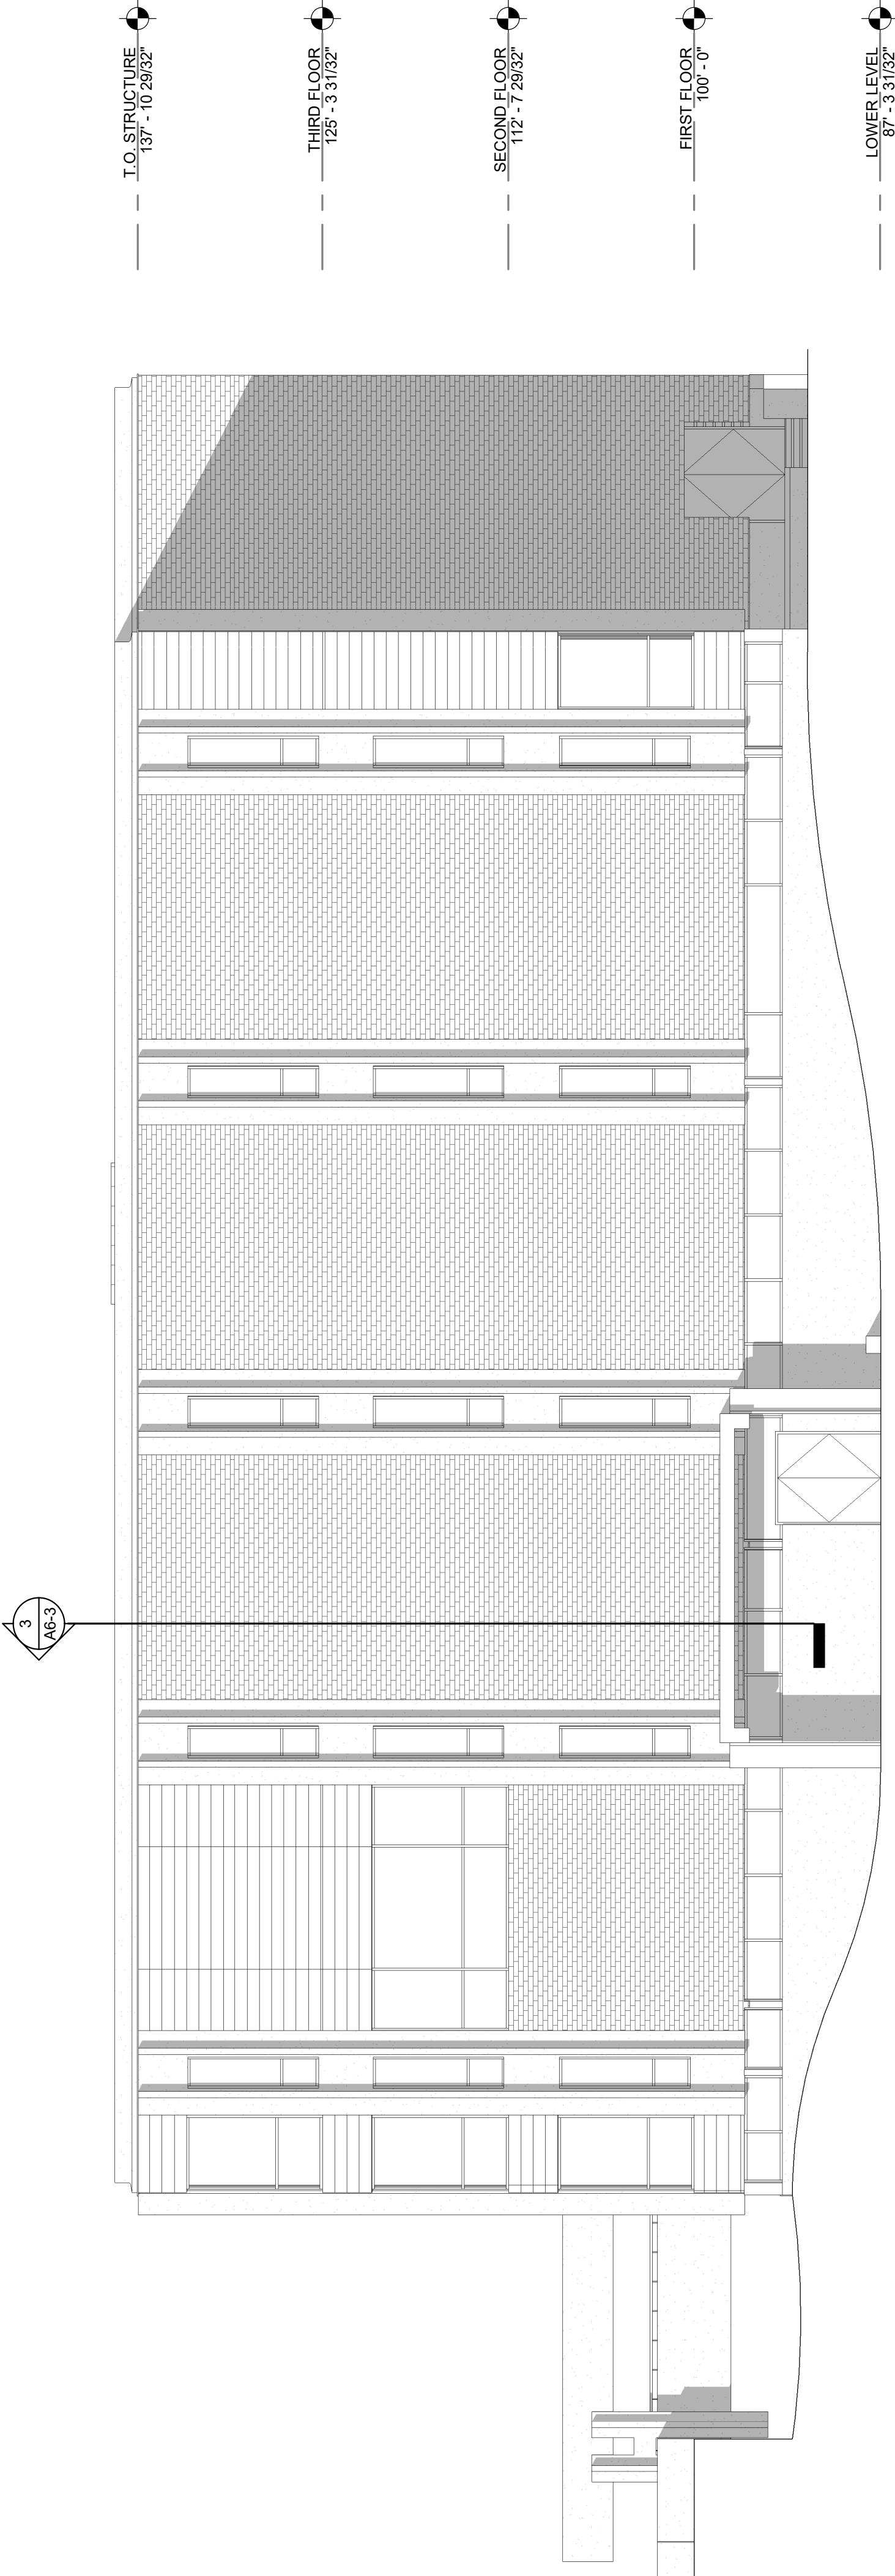 T.O. STRUCTURE
137' - 10 29/32"
THIRD FLOOR
125' - 3 31/32"
SECOND FLOOR
112' - 7 29/32"
FIRST FLOOR
100' - 0"
LOWER LEVEL
87' - 3 31/32"
3
A6-3